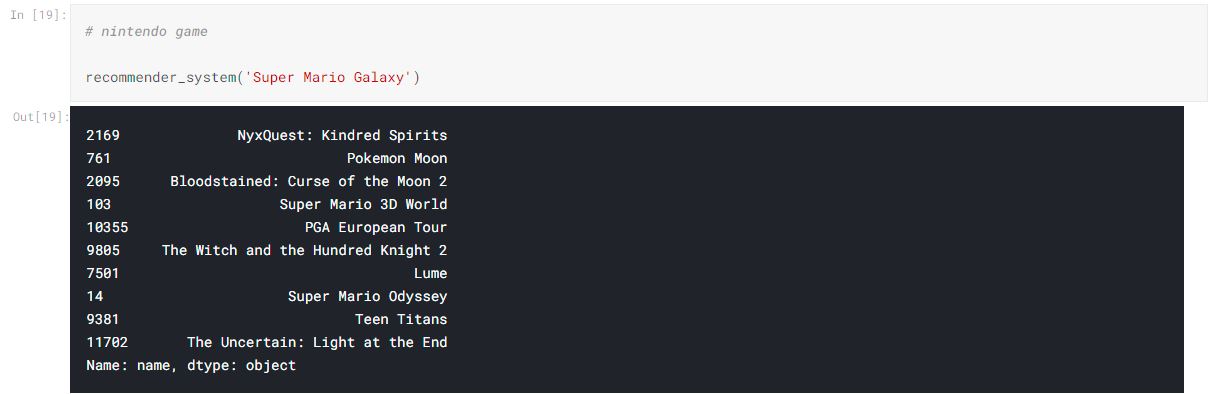 In [19]:
# nintendo game
recommender_system('Super Mario Galaxy')
Out[19]:
2169 NyxQuest: Kindred Spirits
761 Pokemon Moon
2095 Bloodstained: Curse of the Moon 2
103 Super Mario 3D World
10355 PGA European Tour
9805 The Witch and the Hundred Knight 2
7501 Lume
14 Super Mario Odyssey
9381 Teen Titans
11702 The Uncertain: Light at the End
Name: name, dtype: object